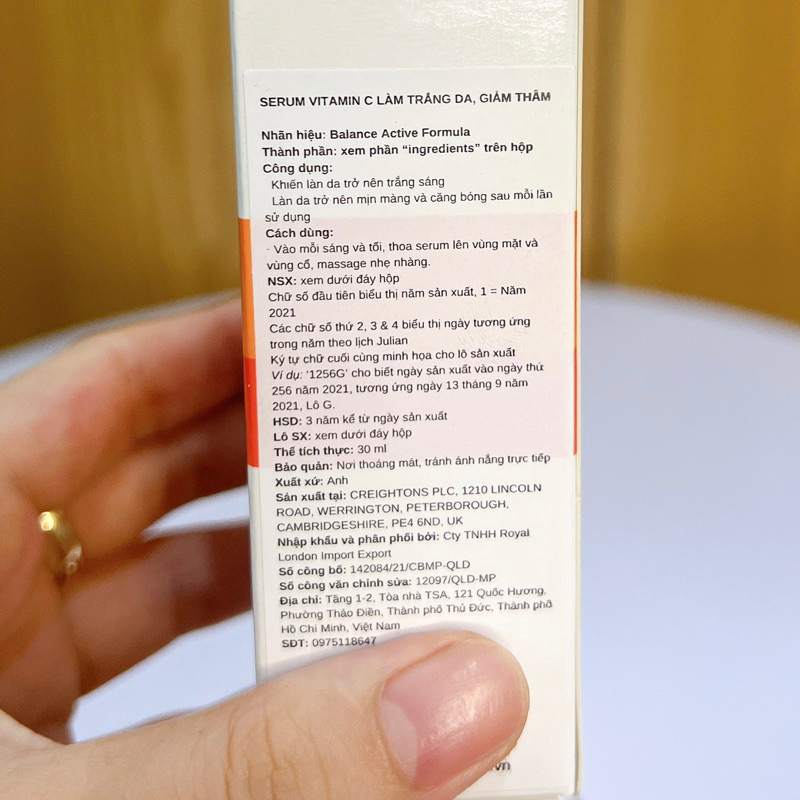 SERUM VITAMIN C LÀM TRẮNG DA, GIẢM THÂM
Nhãn hiệu: Balance Active Formula
Thành phần: xem phần “ingredients” trên hộp
Công dụng:
Khiến làn da trở nên trắng sáng
Làn da trở nên mịn màng và căng bóng sau mỗi lần
sử dụng
Cách dùng:
- Vào mỗi sáng và tối, thoa serum lên vùng mặt và
vùng cổ, massage nhẹ nhàng.
NSX: xem dưới đáy hộp
Chữ số đầu tiên biểu thị năm sản xuất, 1 = Năm
2021
Các chữ số thứ 2, 3 & 4 biểu thị ngày tương ứng
trong năm theo lịch Julian
Ký tự chữ cuối cùng minh họa cho lô sản xuất
Ví dụ: ‘1256G’ cho biết ngày sản xuất vào ngày thứ
256 năm 2021, tương ứng ngày 13 tháng 9 năm
2021, Lô G.
HSD: 3 năm kể từ ngày sản xuất
Lô SX: xem dưới đáy hộp
Thể tích thực: 30 ml
Bảo quản: Nơi thoáng mát, tránh ánh nắng trực tiếp
Xuất xứ: Anh
Sản xuất tại: CREIGHTONS PLC, 1210 LINCOLN
ROAD, WERRINGTON, PETERBOROUGH,
CAMBRIDGESHIRE, PE4 6ND, UK
Nhập khẩu và phân phối bởi: Cty TNHH Royal
London Import Export
Số công bố: 142084/21/CBMP-QLD
Số công văn chỉnh sửa: 12097/QLD-MP
Địa chỉ: Tầng 1-2, Tòa nhà TSA, 121 Quốc Hương,
Phường Thảo Điền, Thành phố Thủ Đức, Thành phố
Hồ Chí Minh, Việt Nam
SĐT: 0975118647
.vn